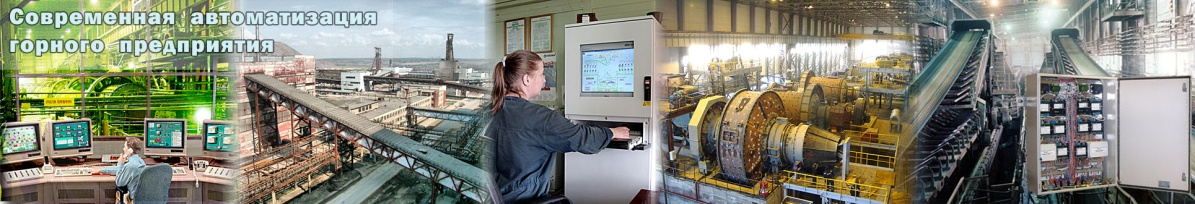 Современная автоматизация
горного предприятия